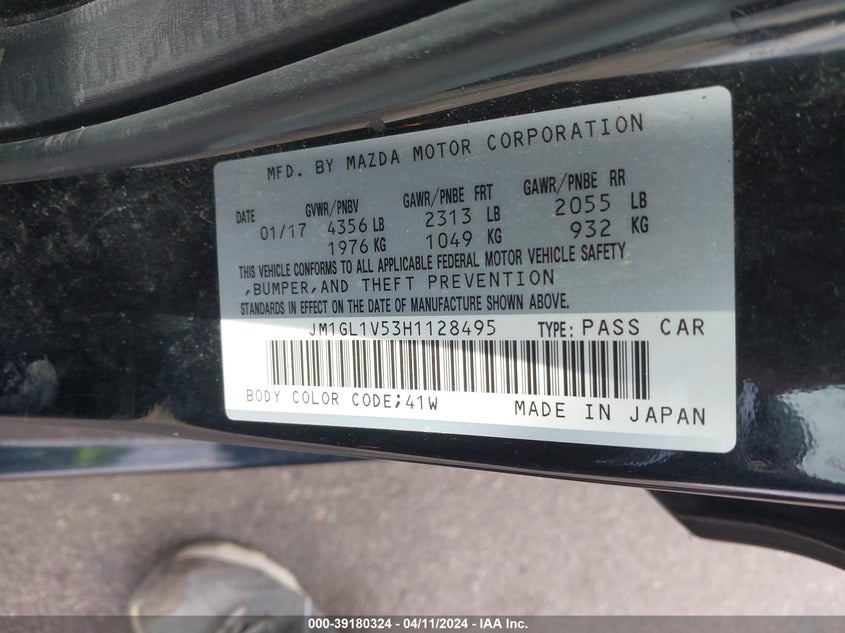 MFD. BY MAZDA MOTOR CORPORATION
DATE GVWR/PNBV GAWR/PNBE FRT GAWR/PNBE RR
01/17 4356 LB 2313 LB 2055 LB
1976 KG 1049 KG 932 KG
THIS VEHICLE CONFORMS TO ALL APPLICABLE FEDERAL MOTOR VEHICLE SAFETY
,BUMPER,AND THEFT PREVENTION
STANDARDS IN EFFECT ON THE DATE OF MANUFACTURE SHOWN ABOVE.
JM1GL1V53H1128495 TYPE: PASS CAR
BODY COLOR CODE;41W MADE IN JAPAN
000-39180324 - 04/11/2024 - IAA Inc.